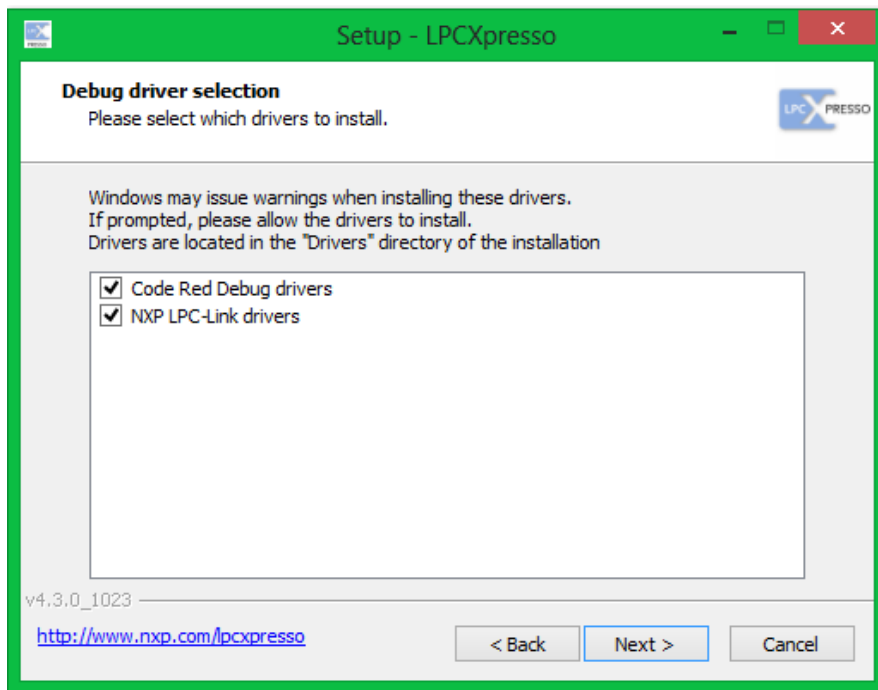 Setup - LPCXpresso
Debug driver selection
Please select which drivers to install.
LPC X PRESSO
Windows may issue warnings when installing these drivers.
If prompted, please allow the drivers to install.
Drivers are located in the "Drivers" directory of the installation
Code Red Debug drivers
NXP LPC-Link drivers
v4.3.0_1023
http://www.nxp.com/lpcxpresso
< Back Next > Cancel